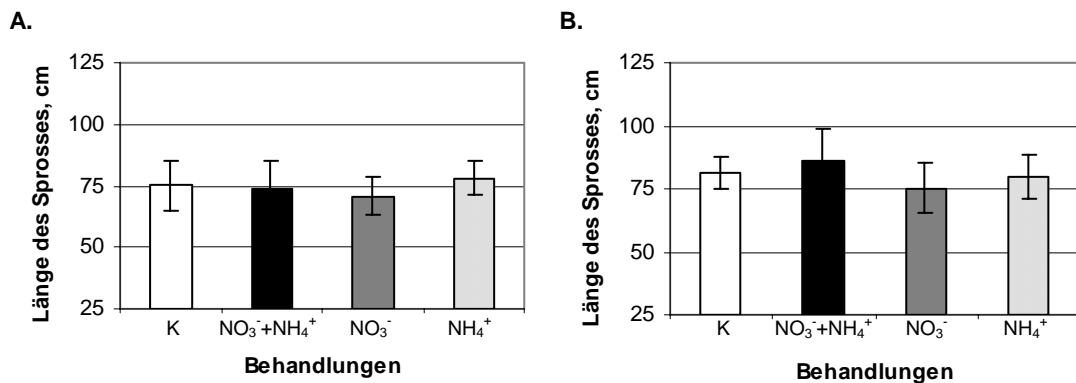 A.
Länge des Sprosses, cm
125
100
75
50
25
K NO₃⁻+NH₄⁺ NO₃⁻ NH₄⁺
Behandlungen
B.
Länge des Sprosses, cm
125
100
75
50
25
K NO₃⁻+NH₄⁺ NO₃⁻ NH₄⁺
Behandlungen